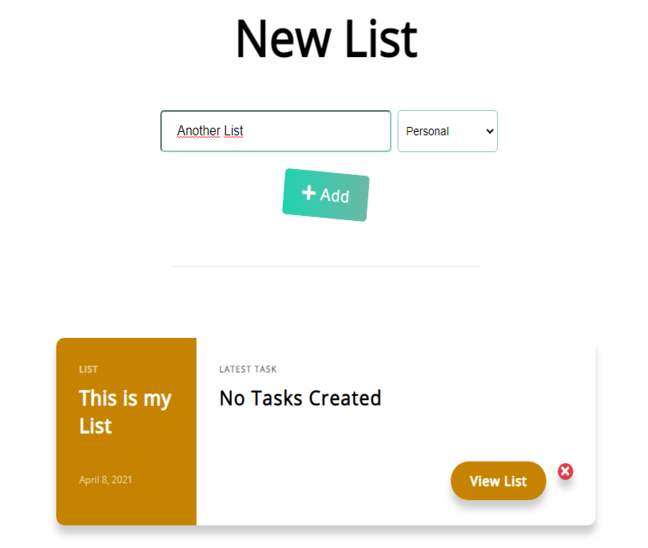 New List
Another List
Personal
Add
LIST
This is my
List
April 8, 2021
LATEST TASK
No Tasks Created
View List